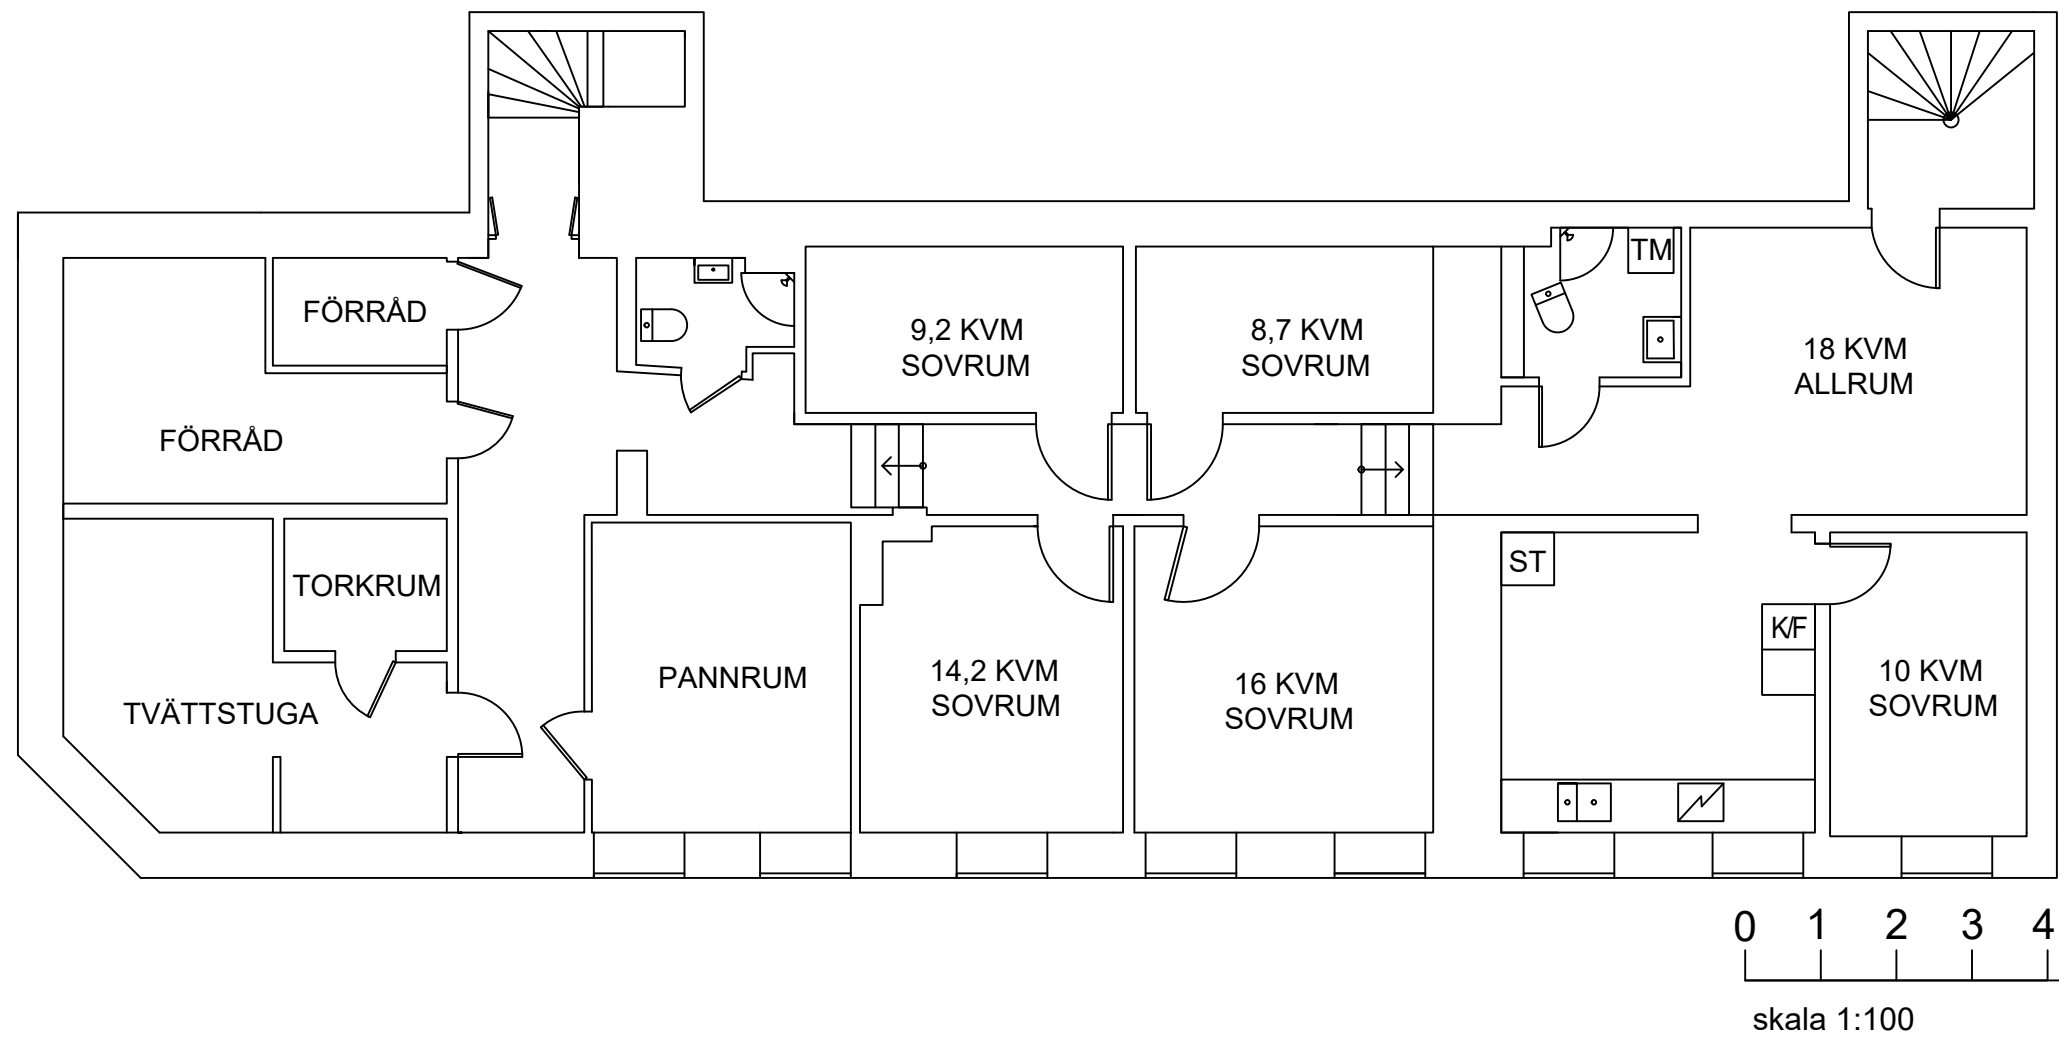 TM
FÖRRÅD
9,2 KVM
SOVRUM
8,7 KVM
SOVRUM
18 KVM
ALLRUM
FÖRRÅD
ST
TORKRUM
K/F
PANNRUM
14,2 KVM
SOVRUM
16 KVM
SOVRUM
10 KVM
SOVRUM
TVÄTTSTUGA
0 1 2 3 4
skala 1:100